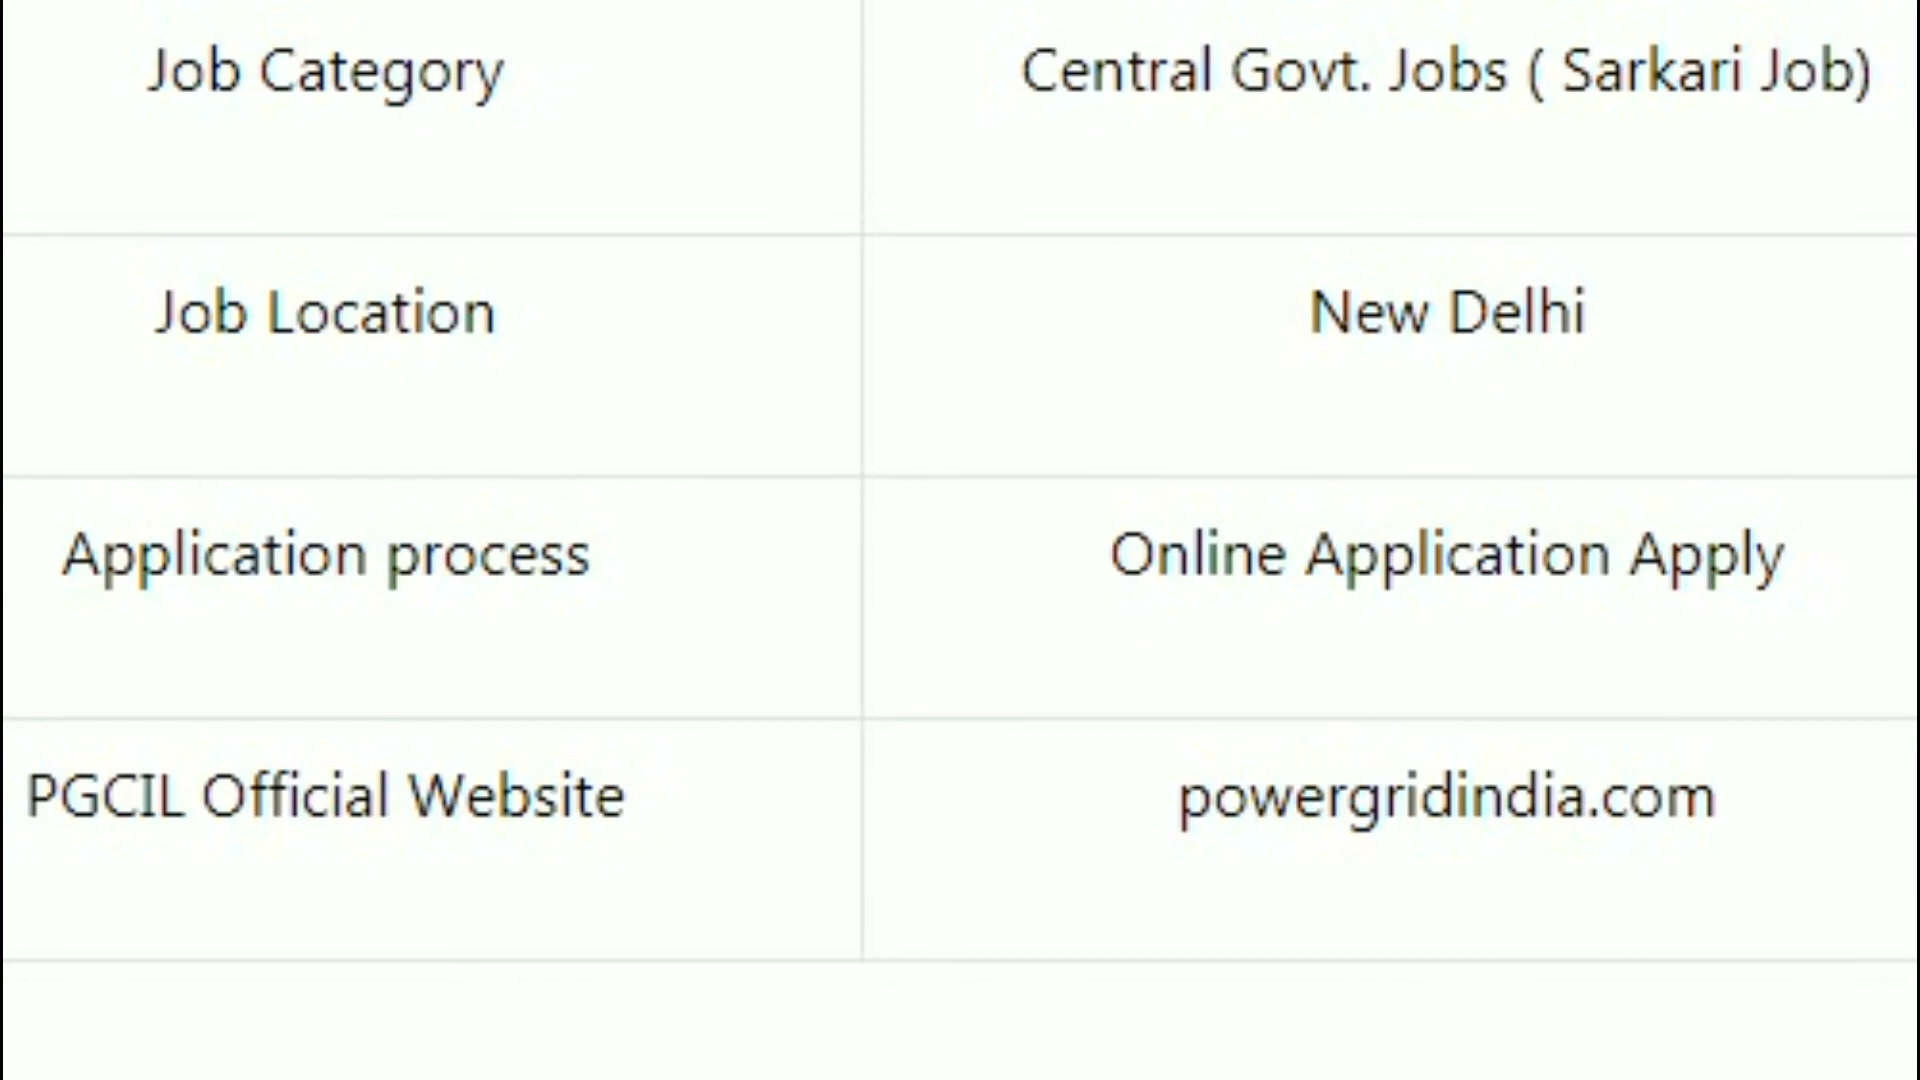 Job Category
Central Govt. Jobs ( Sarkari Job)
Job Location
New Delhi
Application process
Online Application Apply
PGCIL Official Website
powergridindia.com